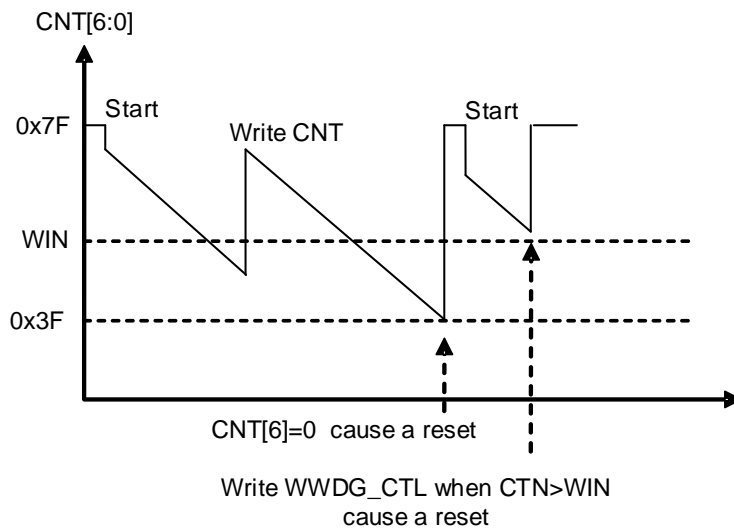 CNT[6:0]
Start
Start
0x7F
Write CNT
WIN
0x3F
CNT[6]=0 cause a reset
Write WWDG_CTL when CTN>WIN
cause a reset